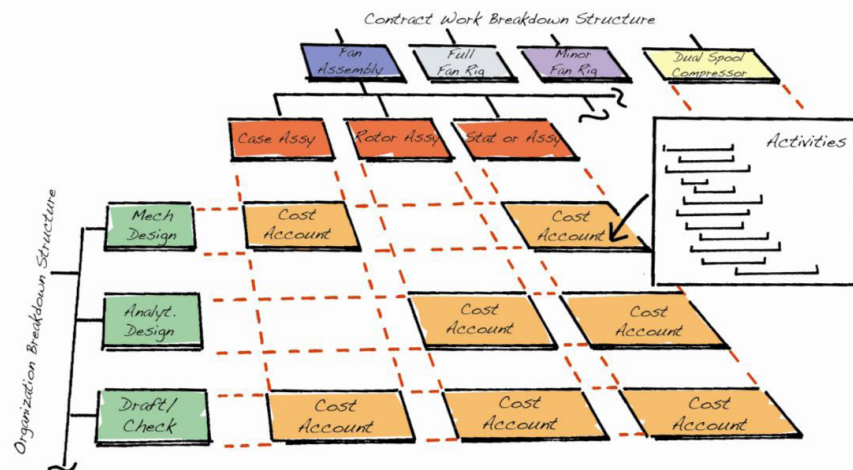 Contract Work Breakdown Structure
Fan
Assembly
Full
Fan Rig
Minor
Fan Rig
Dual Spool
Compressor
Case Assy
Rotor Assy
Stat or Assy
Activities
Organization Breakdown Structure
Mech
Design
Cost
Account
Cost
Account
Analyt.
Design
Cost
Account
Cost
Account
Draft/
Check
Cost
Account
Cost
Account
Cost
Account